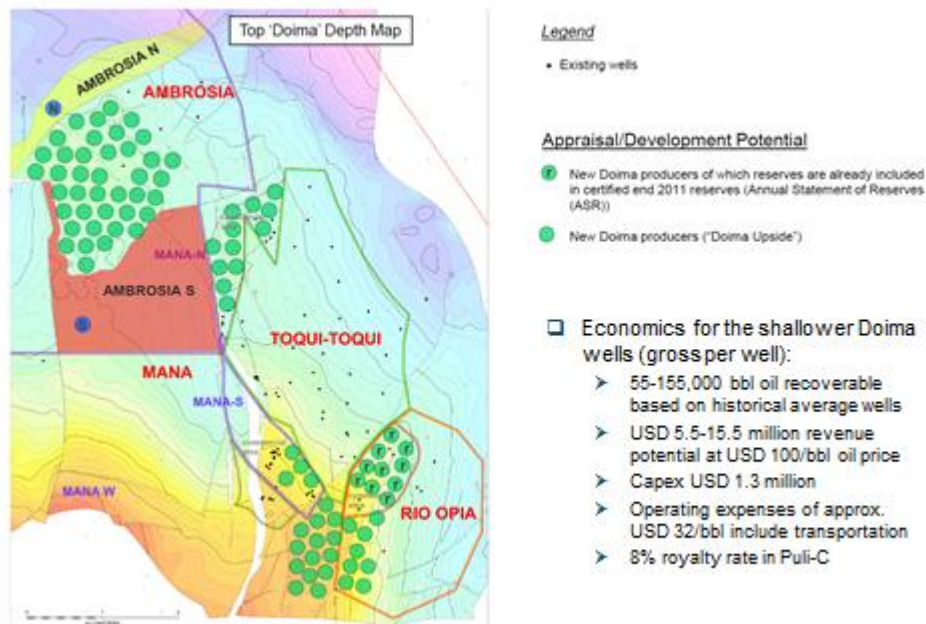 Top 'Doima' Depth Map
AMBROSIA N
AMBROSIA
N
MANA-N
AMBROSIA S
S
TOQUI-TOQUI
MANA
MANA-S
MANA W
RIO OPIA
r r r r r r r r r r r r r
Legend
• Existing wells
Appraisal/Development Potential
r New Doima producers of which reserves are already included
in certified end 2011 reserves (Annual Statement of Reserves
(ASR))
New Doima producers ("Doima Upside")
❑ Economics for the shallower Doima
wells (gross per well):
➢ 55-155,000 bbl oil recoverable
based on historical average wells
➢ USD 5.5-15.5 million revenue
potential at USD 100/bbl oil price
➢ Capex USD 1.3 million
➢ Operating expenses of approx.
USD 32/bbl include transportation
➢ 8% royalty rate in Puli-C